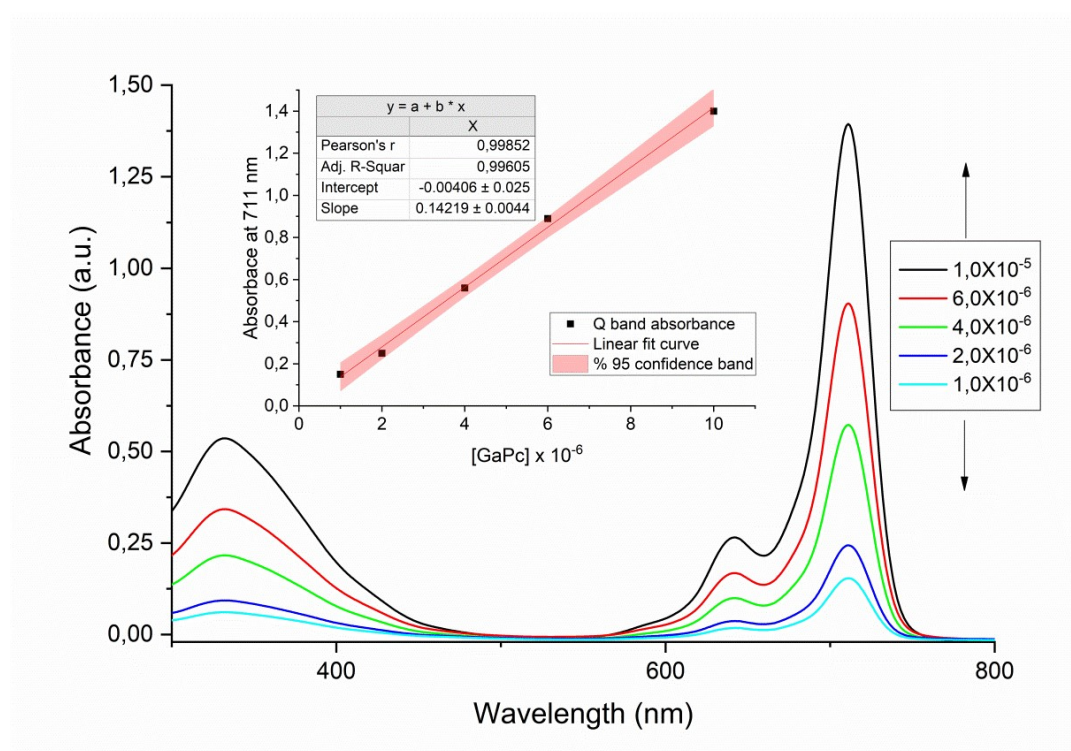 1,50
1,25
1,00
0,75
0,50
0,25
0,00
Absorbance (a.u.)
400
600
800
Wavelength (nm)
1,4
1,2
1,0
0,8
0,6
0,4
0,2
0,0
Absorbace at 711 nm
0
2
4
6
8
10
[GaPc] x 10⁻⁶
y = a + b * x
X
Pearson's r 0,99852
Adj. R-Squar 0,99605
Intercept -0.00406 ± 0.025
Slope 0.14219 ± 0.0044
Q band absorbance
Linear fit curve
% 95 confidence band
1,0X10⁻⁵
6,0X10⁻⁶
4,0X10⁻⁶
2,0X10⁻⁶
1,0X10⁻⁶